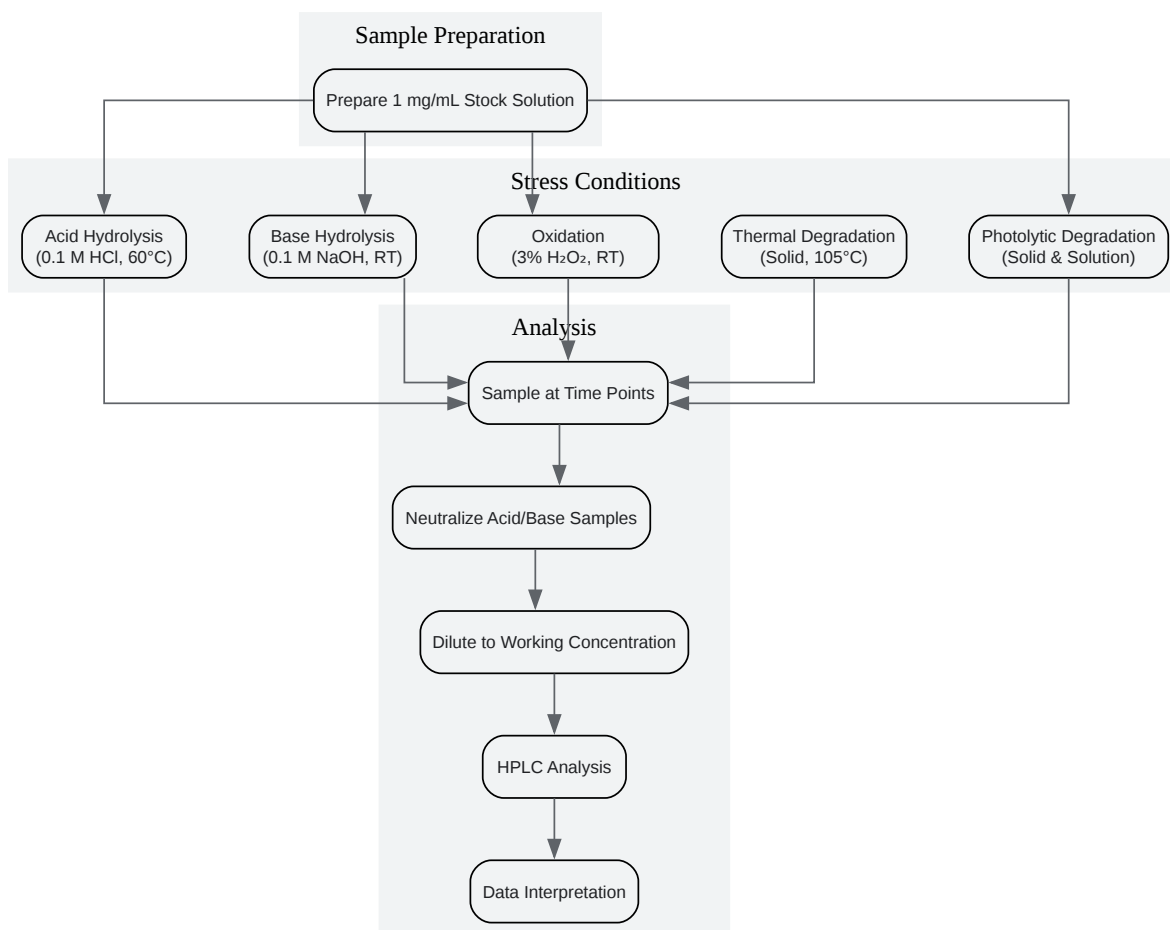 Sample Preparation
Prepare 1 mg/mL Stock Solution
Stress Conditions
Acid Hydrolysis
(0.1 M HCl, 60°C)
Base Hydrolysis
(0.1 M NaOH, RT)
Oxidation
(3% H₂O₂, RT)
Thermal Degradation
(Solid, 105°C)
Photolytic Degradation
(Solid & Solution)
Analysis
Sample at Time Points
Neutralize Acid/Base Samples
Dilute to Working Concentration
HPLC Analysis
Data Interpretation